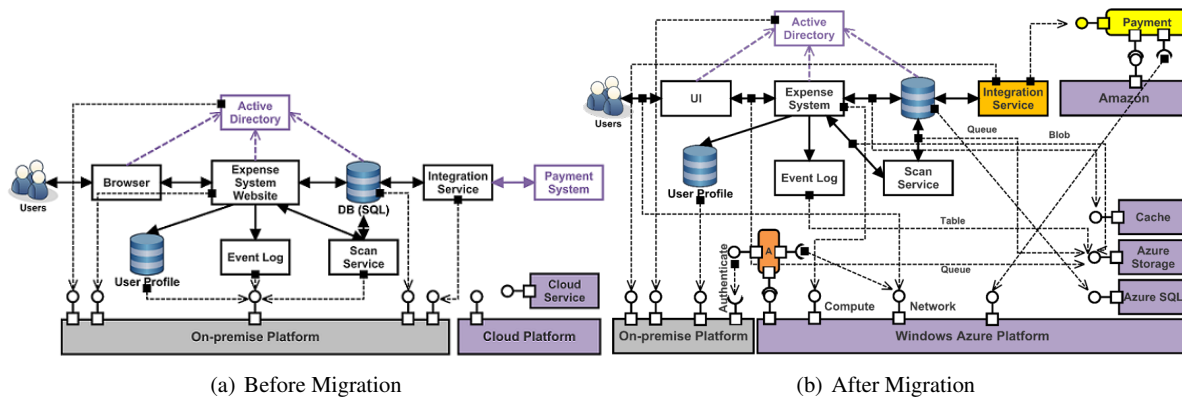 Active
Directory
Users
Browser
Expense
System
Website
DB (SQL)
Integration
Service
Payment
System
User Profile
Event Log
Scan
Service
Cloud
Service
On-premise Platform
Cloud Platform
(a) Before Migration
Active
Directory
Payment
Users
UI
Expense
System
Integration
Service
Amazon
Queue
Blob
User Profile
Event Log
Scan
Service
Table
Cache
A
Azure
Storage
Queue
Authenticate
Compute
Network
Azure SQL
On-premise Platform
Windows Azure Platform
(b) After Migration